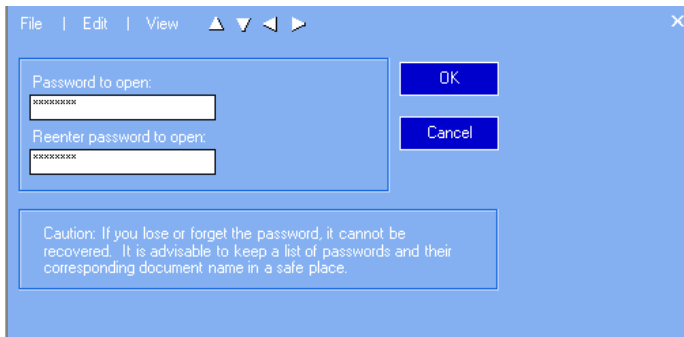 File | Edit | View
Password to open:
xxxxxxxx
Reenter password to open:
xxxxxxxx
OK
Cancel
Caution: If you lose or forget the password, it cannot be
recovered. It is advisable to keep a list of passwords and their
corresponding document name in a safe place.